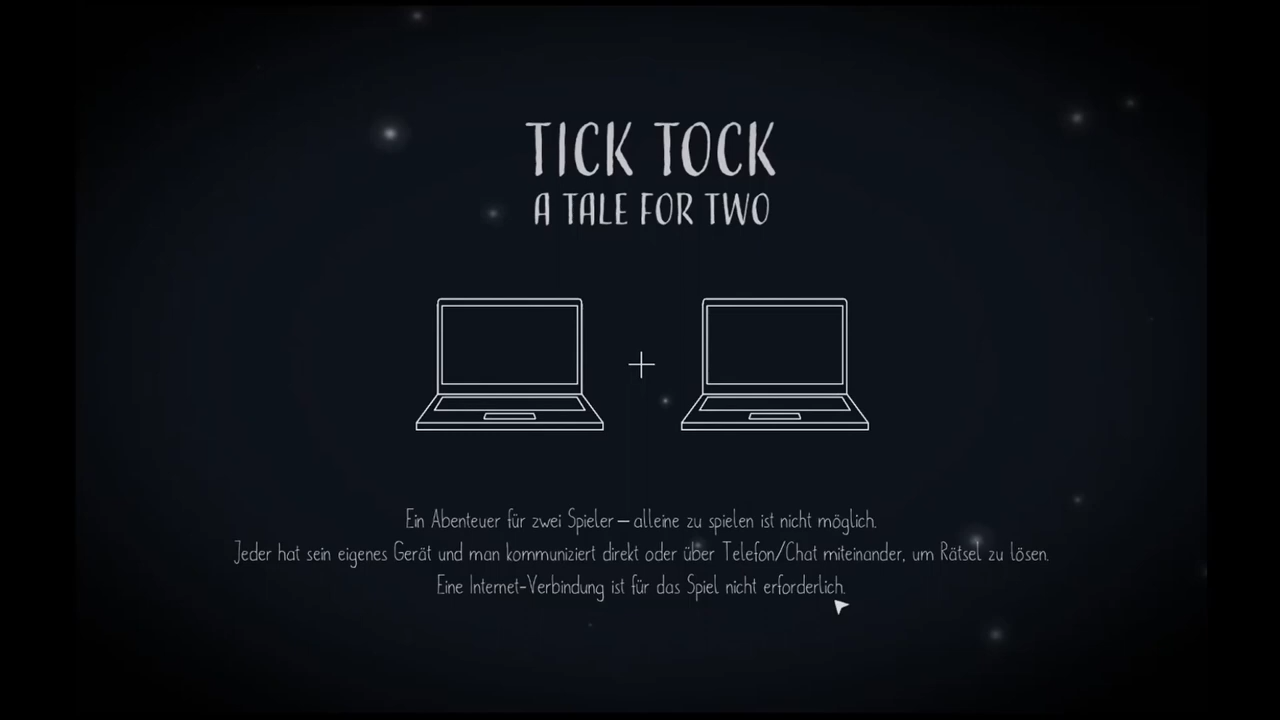 TICK TOCK
A TALE FOR TWO
Ein Abenteuer für zwei Spieler – alleine zu spielen ist nicht möglich.
Jeder hat sein eigenes Gerät und man kommuniziert direkt oder über Telefon/Chat miteinander, um Rätsel zu lösen.
Eine Internet-Verbindung ist für das Spiel nicht erforderlich.